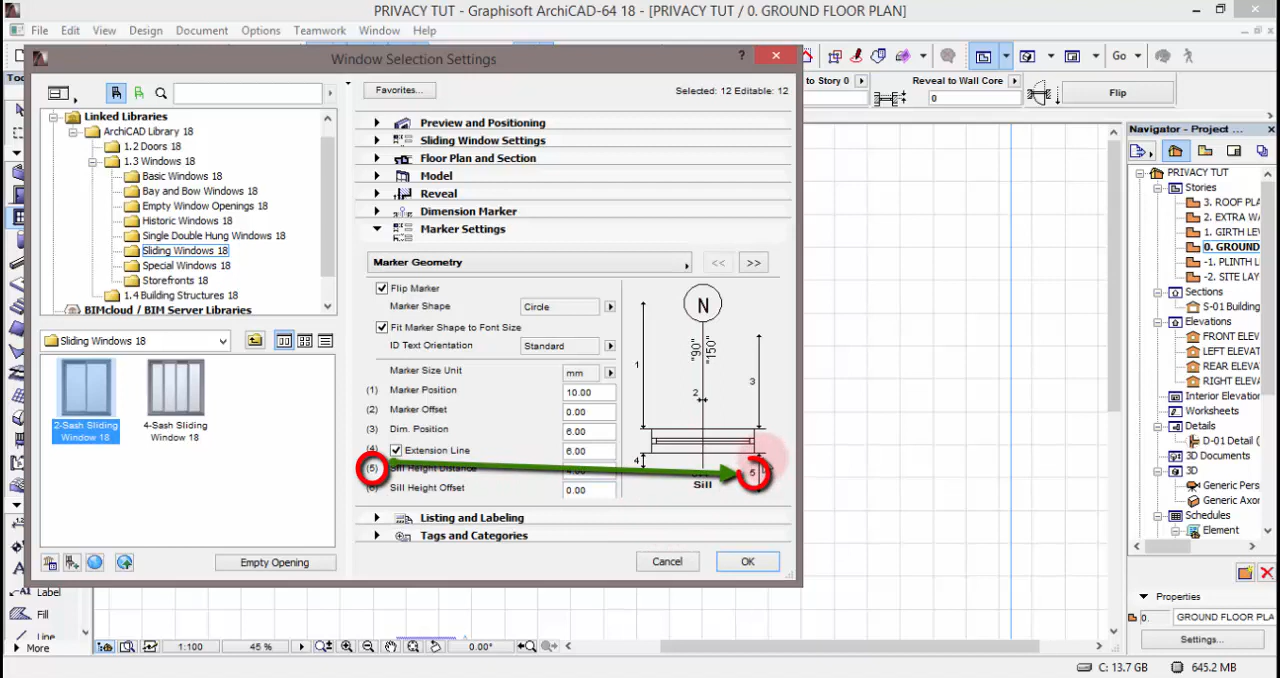 PRIVACY TUT - Graphisoft ArchiCAD-64 18 - [PRIVACY TUT / 0. GROUND FLOOR PLAN]
File Edit View Design Document Options Teamwork Window Help
Window Selection Settings
?
to Story 0
Reveal to Wall Core
0
Flip
Go
Too
Favorites...
Selected: 12 Editable: 12
Linked Libraries
ArchiCAD Library 18
1.2 Doors 18
1.3 Windows 18
Basic Windows 18
Bay and Bow Windows 18
Empty Window Openings 18
Historic Windows 18
Single Double Hung Windows 18
Sliding Windows 18
Special Windows 18
Storefronts 18
1.4 Building Structures 18
BIMcloud / BIM Server Libraries
Sliding Windows 18
2-Sash Sliding Window 18
4-Sash Sliding Window 18
Empty Opening
Preview and Positioning
Sliding Window Settings
Floor Plan and Section
Model
Reveal
Dimension Marker
Marker Settings
Marker Geometry
<< >>
Flip Marker
Marker Shape Circle
Fit Marker Shape to Font Size
ID Text Orientation Standard
Marker Size Unit mm
(1) Marker Position 10.00
(2) Marker Offset 0.00
(3) Dim. Position 6.00
(4) Extension Line 6.00
(5) Sill Height Distance
(6) Sill Height Offset 0.00
N
"90"
"150"
1
2
3
4
5
Sill
Listing and Labeling
Tags and Categories
Cancel OK
Navigator - Project ...
PRIVACY TUT
Stories
3. ROOF PLA
2. EXTRA WA
1. GIRTH LEV
0. GROUND
-1. PLINTH L
-2. SITE LAY
Sections
S-01 Building
Elevations
FRONT ELEV
LEFT ELEVAT
REAR ELEVA
RIGHT ELEVA
Interior Elevatio
Worksheets
Details
D-01 Detail (
3D Documents
3D
Generic Pers
Generic Axon
Schedules
Element
Properties
0. GROUND FLOOR PLAN
Settings...
Label
Fill
Line
More
1:100 45 % 0.00°
C: 13.7 GB 645.2 MB